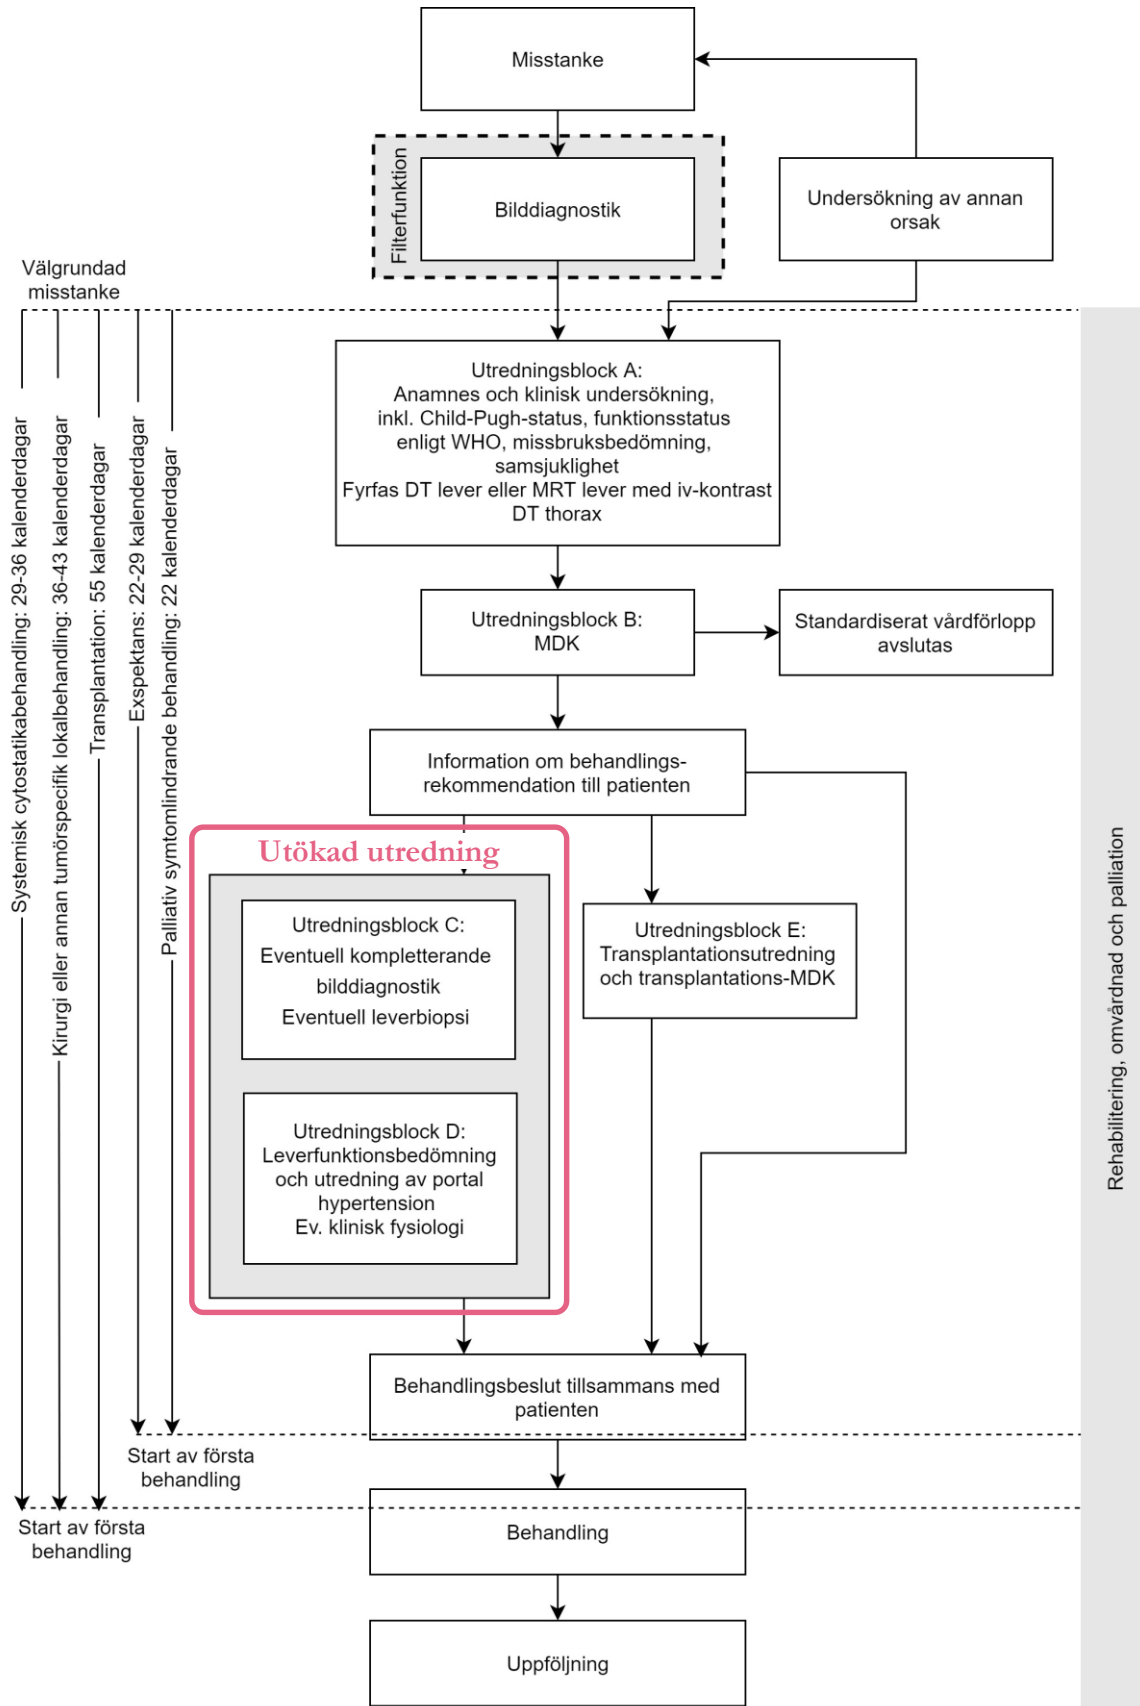 Misstanke
Filterfunktion
Bilddiagnostik
Undersökning av annan
orsak
Välgrundad
misstanke
Systemisk cytostatikabehandling: 29-36 kalenderdagar
Kirurgi eller annan tumörspecifik lokalbehandling: 36-43 kalenderdagar
Transplantation: 55 kalenderdagar
Exspektans: 22-29 kalenderdagar
Palliativ symtomlindrande behandling: 22 kalenderdagar
Utredningsblock A:
Anamnes och klinisk undersökning,
inkl. Child-Pugh-status, funktionsstatus
enligt WHO, missbruksbedömning,
samsjuklighet
Fyrfas DT lever eller MRT lever med iv-kontrast
DT thorax
Utredningsblock B:
MDK
Standardiserat vårdförlopp
avslutas
Information om behandlings-
rekommendation till patienten
Utökad utredning
Utredningsblock C:
Eventuell kompletterande
bilddiagnostik
Eventuell leverbiopsi
Utredningsblock E:
Transplantationsutredning
och transplantations-MDK
Utredningsblock D:
Leverfunktionsbedömning
och utredning av portal
hypertension
Ev. klinisk fysiologi
Rehabilitering, omvårdnad och palliation
Behandlingsbeslut tillsammans med
patienten
Start av första
behandling
Start av första
behandling
Behandling
Uppföljning